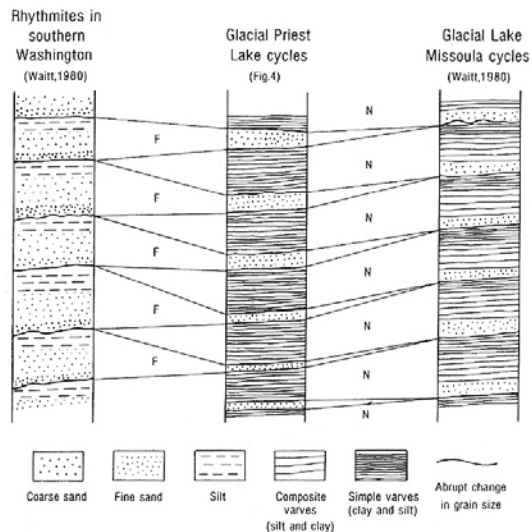 Rhythmites in
southern
Washington
(Waitt,1980)
Glacial Priest
Lake cycles
(Fig.4)
Glacial Lake
Missoula cycles
(Waitt,1980)
N
F
N
F
N
F
N
F
N
F
N
N
Coarse sand
Fine sand
Silt
Composite
varves
(silt and clay)
Simple varves
(clay and silt)
Abrupt change
in grain size